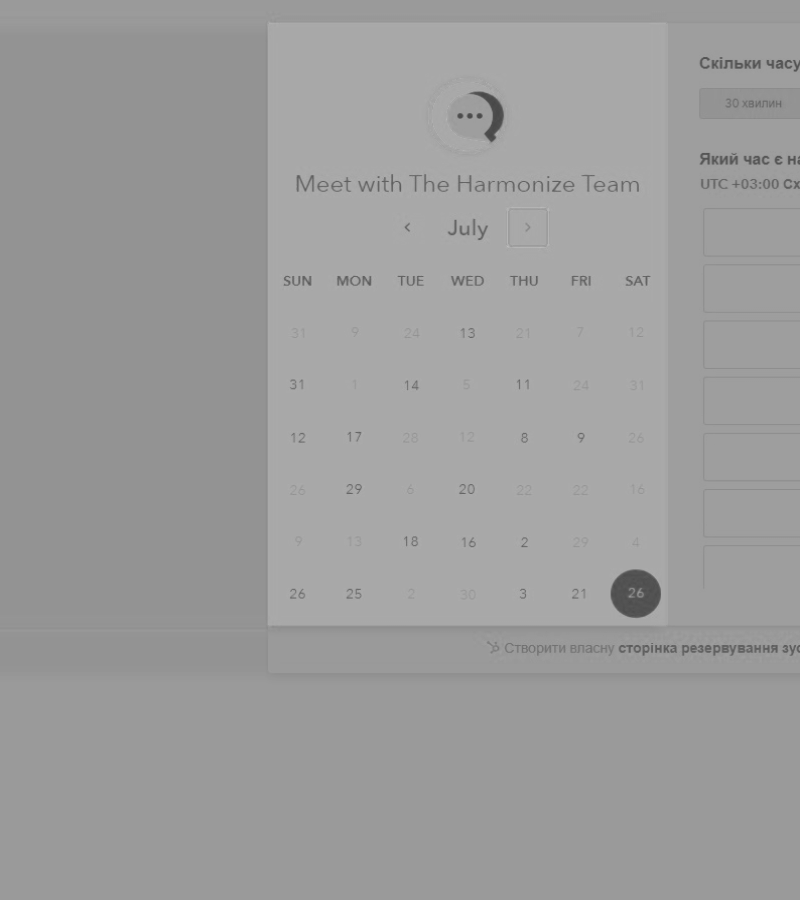 Meet with The Harmonize Team
July
SUN MON TUE WED THU FRI SAT
31 9 24 13 21 7 12
31 1 14 5 11 24 31
12 17 28 12 8 9 26
26 29 6 20 22 22 16
9 13 18 16 2 29 4
26 25 2 30 3 21 26
Скільки часу
30 хвилин
Який час є на
UTC +03:00 Сх
Створити власну сторінка резервування зус